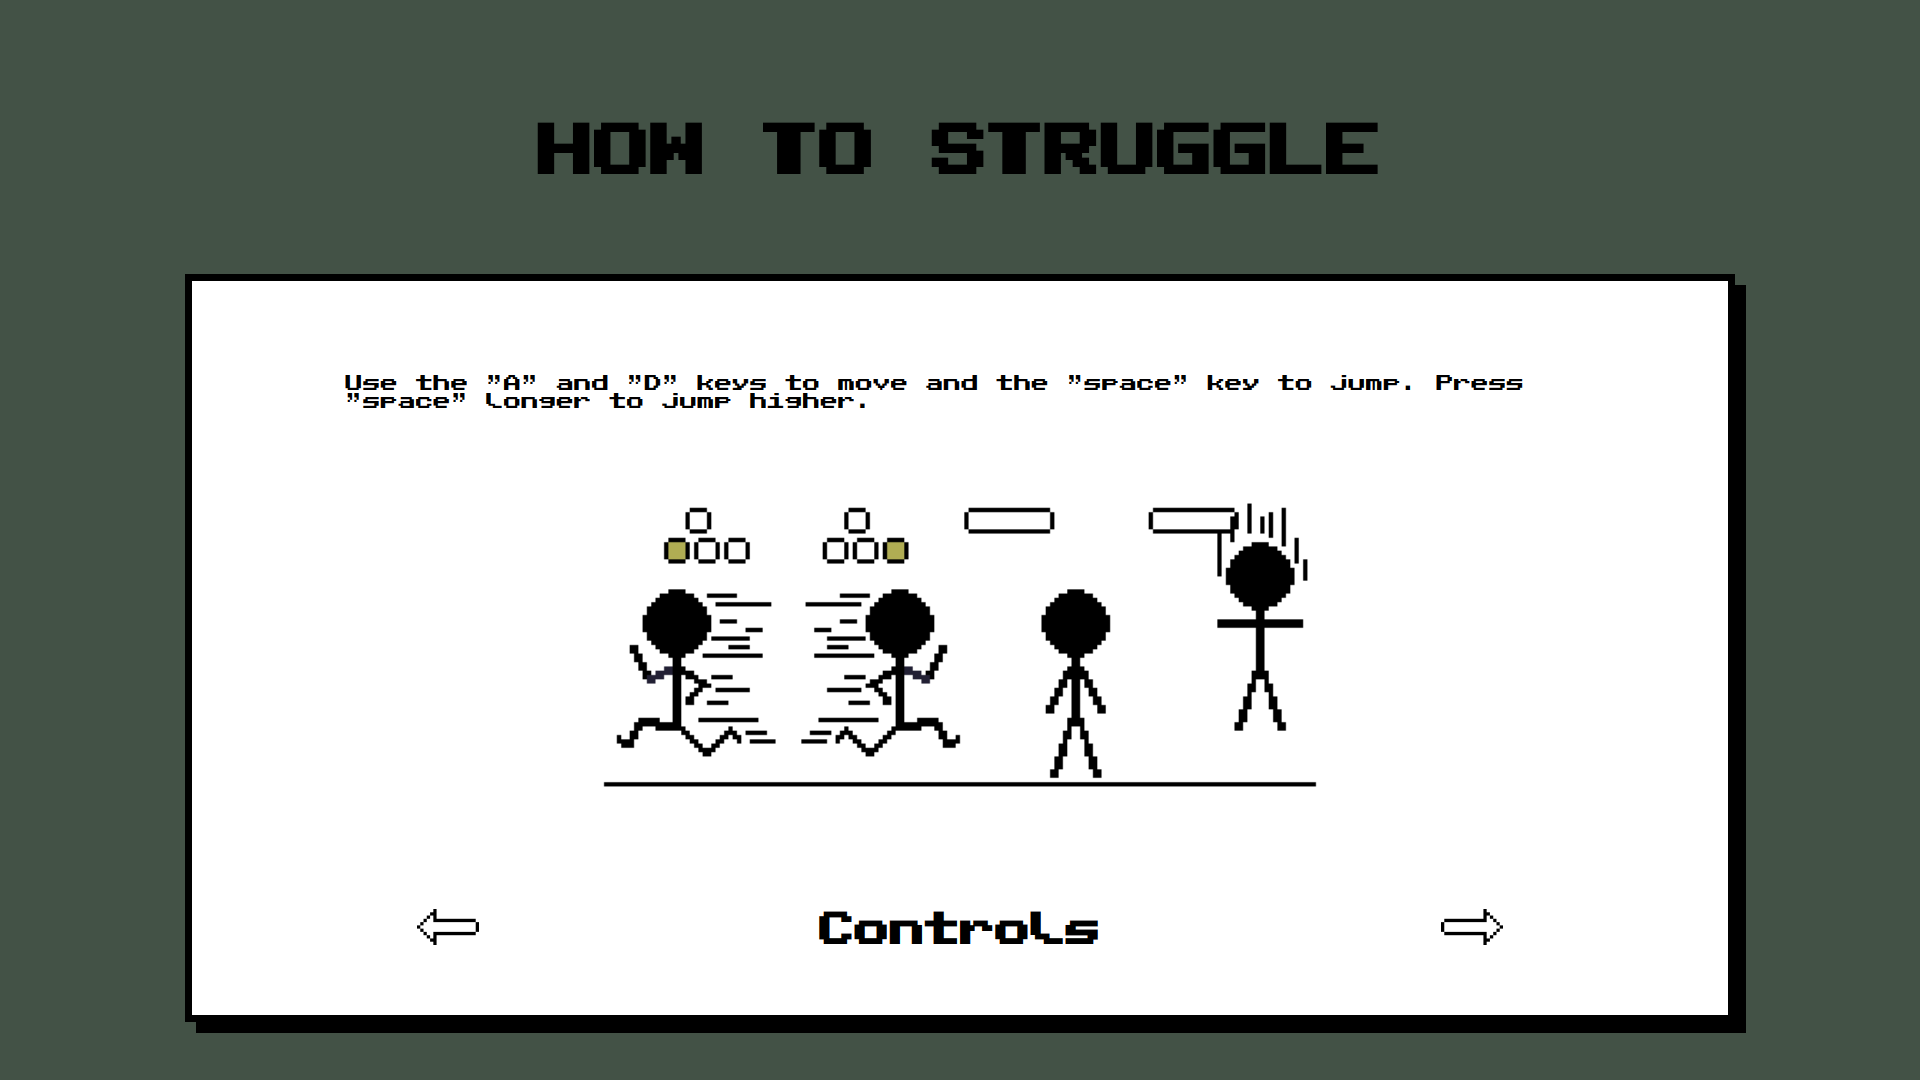 HOW TO STRUGGLE
Use the "A" and "D" keys to move and the "space" key to jump. Press
"space" longer to jump higher.
Controls